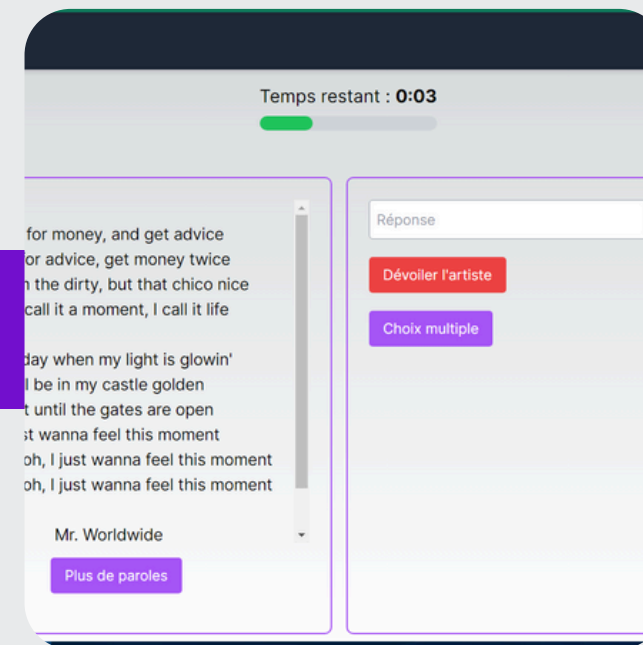 Temps restant : 0:03
for money, and get advice
or advice, get money twice
the dirty, but that chico nice
call it a moment, I call it life
day when my light is glowin'
be in my castle golden
until the gates are open
wanna feel this moment
oh, I just wanna feel this moment
oh, I just wanna feel this moment
Mr. Worldwide
Plus de paroles
Réponse
Dévoiler l'artiste
Choix multiple